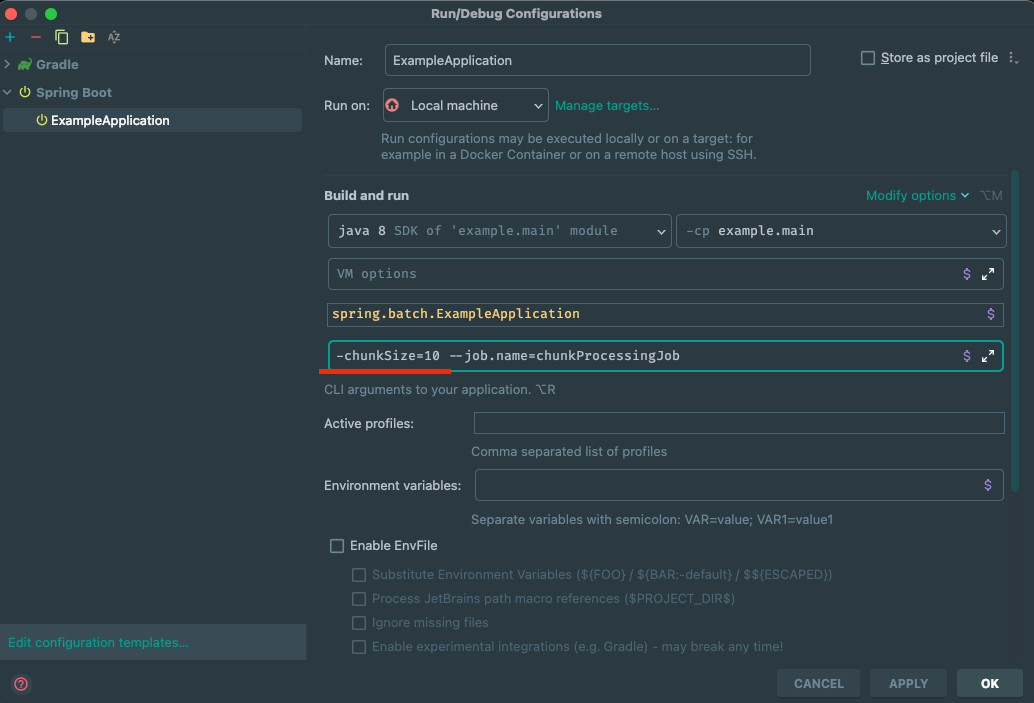 Run/Debug Configurations
Gradle
Spring Boot
ExampleApplication
Edit configuration templates...
Name: ExampleApplication
Store as project file
Run on: Local machine Manage targets...
Run configurations may be executed locally or on a target: for
example in a Docker Container or on a remote host using SSH.
Build and run Modify options ⌥M
java 8 SDK of 'example.main' module -cp example.main
VM options $
spring.batch.ExampleApplication $
-chunkSize=10 --job.name=chunkProcessingJob $
CLI arguments to your application. ⌥R
Active profiles:
Comma separated list of profiles
Environment variables: $
Separate variables with semicolon: VAR=value; VAR1=value1
Enable EnvFile
Substitute Environment Variables (${FOO} / ${BAR:-default} / $${ESCAPED})
Process JetBrains path macro references ($PROJECT_DIR$)
Ignore missing files
Enable experimental integrations (e.g. Gradle) - may break any time!
? CANCEL APPLY OK